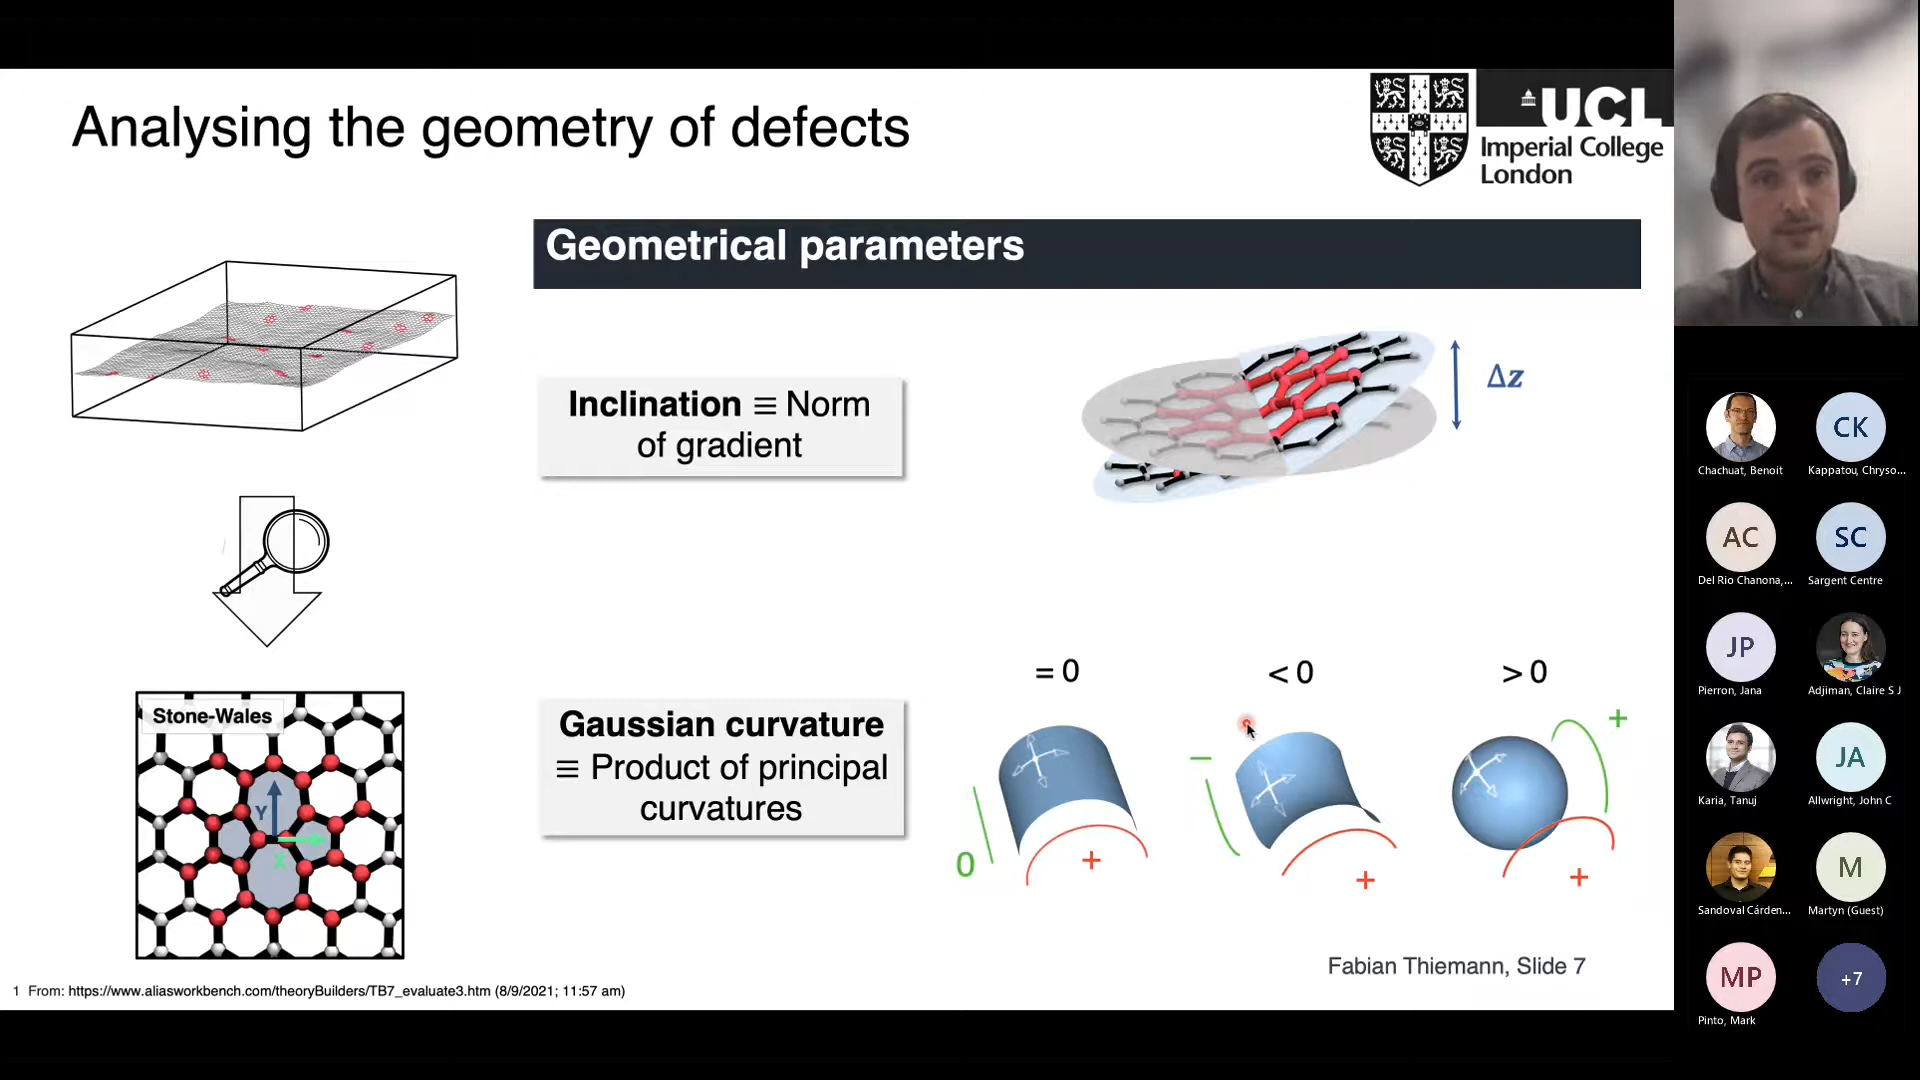 Analysing the geometry of defects
UCL
Imperial College
London
Geometrical parameters
Inclination ≡ Norm
of gradient
Δz
Stone-Wales
Y
X
Gaussian curvature
≡ Product of principal
curvatures
= 0
< 0
> 0
0
+
−
+
+
+
Fabian Thiemann, Slide 7
1 From: https://www.aliasworkbench.com/theoryBuilders/TB7_evaluate3.htm (8/9/2021; 11:57 am)
Chachuat, Benoit
CK
Kappatou, Chryso...
AC
Del Rio Chanona,...
SC
Sargent Centre
JP
Pierron, Jana
Adjiman, Claire S J
Karia, Tanuj
JA
Allwright, John C
Sandoval Cárden...
M
Martyn (Guest)
MP
Pinto, Mark
+7